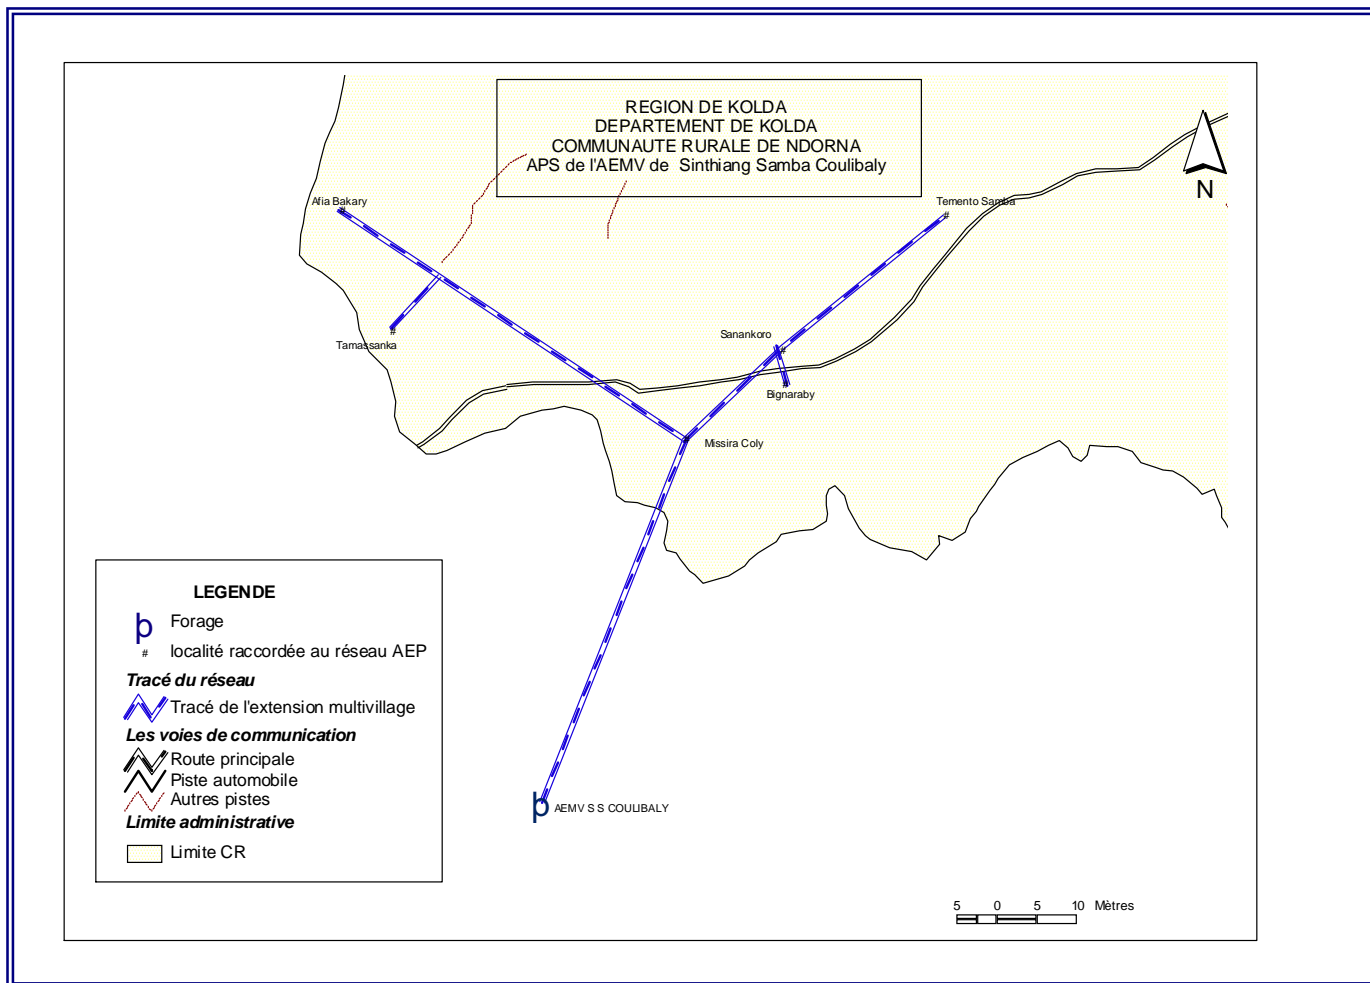 REGION DE KOLDA
DEPARTEMENT DE KOLDA
COMMUNAUTE RURALE DE NDORNA
APS de l'AEMV de Sinthiang Samba Coulibaly
N
Afia Bakary
Temento Samba
Tamassanka
Sanankoro
Bignaraby
Missira Coly
AEMV S S COULIBALY
LEGENDE
þ Forage
# localité raccordée au réseau AEP
Tracé du réseau
Tracé de l'extension multivillage
Les voies de communication
Route principale
Piste automobile
Autres pistes
Limite administrative
Limite CR
5 0 5 10 Mètres